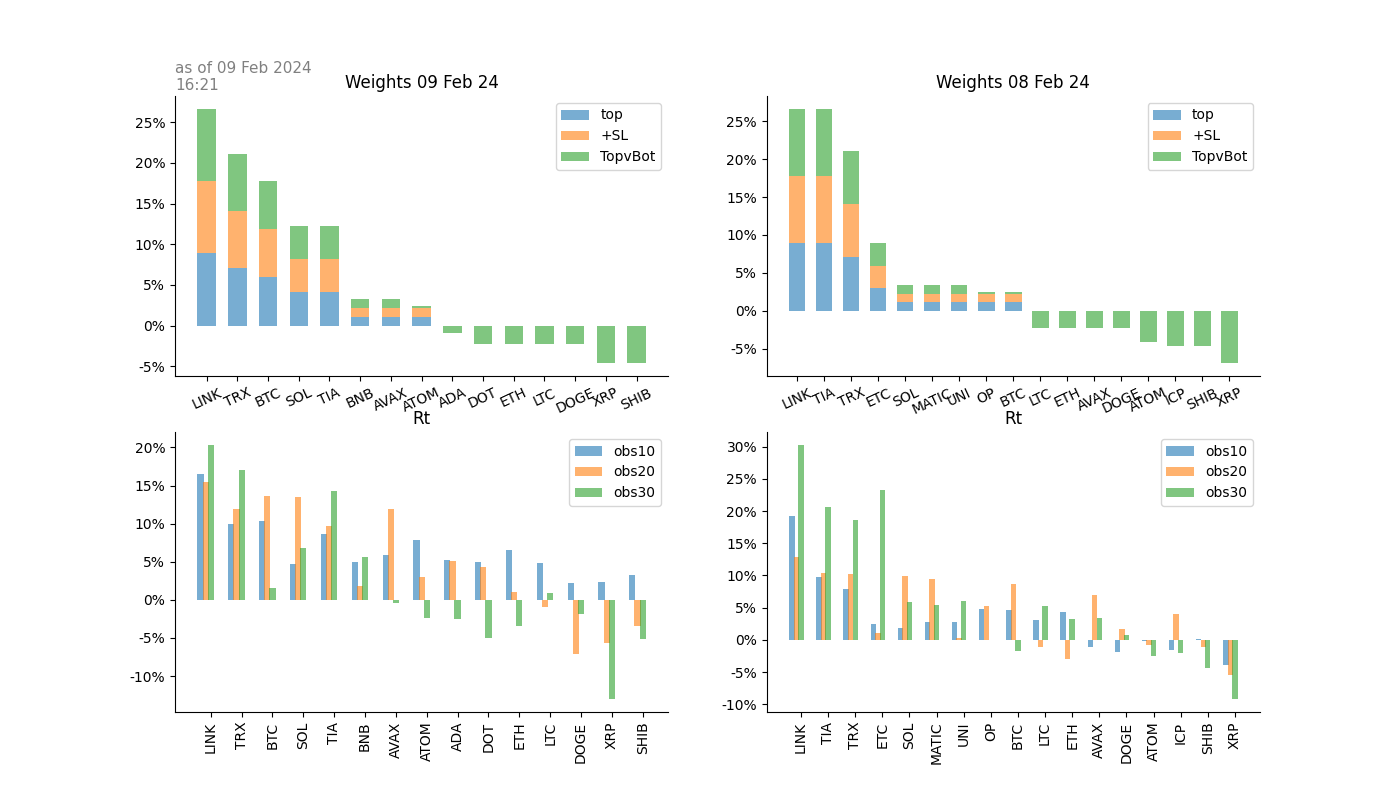 as of 09 Feb 2024
16:21
Weights 09 Feb 24
25%
20%
15%
10%
5%
0%
-5%
top
+SL
TopvBot
LINK TRX BTC SOL TIA BNB AVAX ATOM ADA DOT ETH LTC DOGE XRP SHIB
Weights 08 Feb 24
25%
20%
15%
10%
5%
0%
-5%
top
+SL
TopvBot
LINK TIA TRX ETC SOL MATIC UNI OP BTC LTC ETH AVAX DOGE ATOM ICP SHIB XRP
Rt
20%
15%
10%
5%
0%
-5%
-10%
obs10
obs20
obs30
LINK TRX BTC SOL TIA BNB AVAX ATOM ADA DOT ETH LTC DOGE XRP SHIB
Rt
30%
25%
20%
15%
10%
5%
0%
-5%
-10%
obs10
obs20
obs30
LINK TIA TRX ETC SOL MATIC UNI OP BTC LTC ETH AVAX DOGE ATOM ICP SHIB XRP